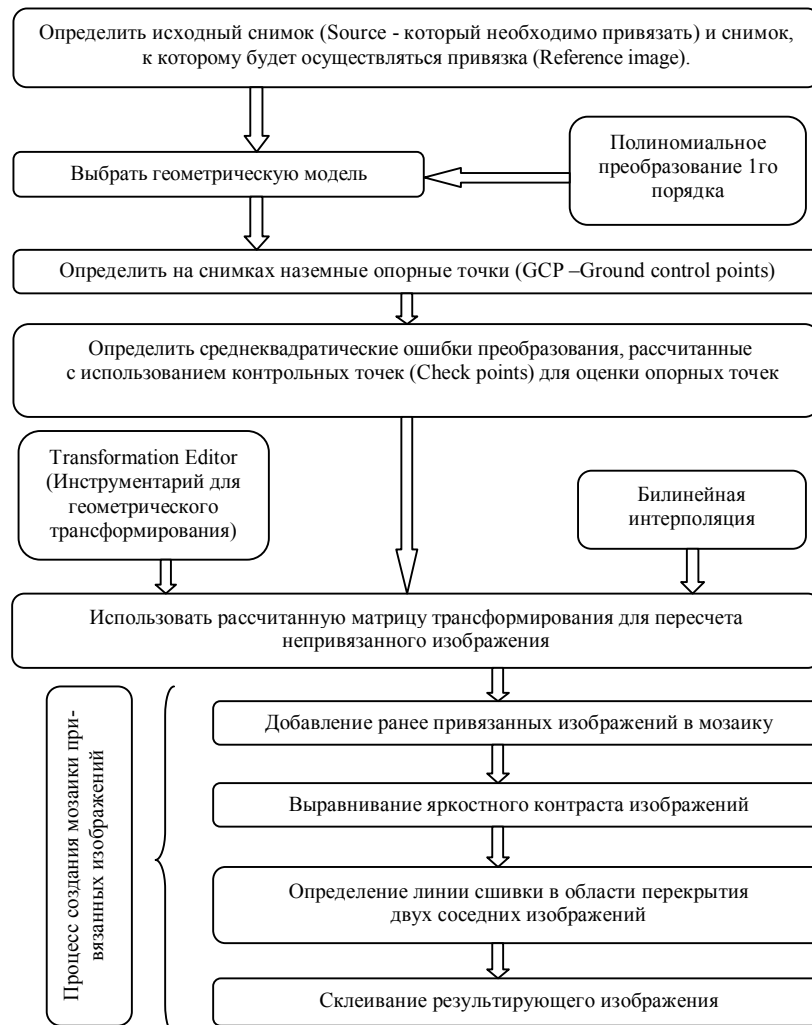 Определить исходный снимок (Source - который необходимо привязать) и снимок,
к которому будет осуществляться привязка (Reference image).
Полиномиальное
преобразование 1го
порядка
Выбрать геометрическую модель
Определить на снимках наземные опорные точки (GCP –Ground control points)
Определить среднеквадратические ошибки преобразования, рассчитанные
с использованием контрольных точек (Check points) для оценки опорных точек
Transformation Editor
(Инструментарий для
геометрического
трансформирования)
Билинейная
интерполяция
Использовать рассчитанную матрицу трансформирования для пересчета
непривязанного изображения
Процесс создания мозаики при-
вязанных изображений
Добавление ранее привязанных изображений в мозаику
Выравнивание яркостного контраста изображений
Определение линии сшивки в области перекрытия
двух соседних изображений
Склеивание результирующего изображения